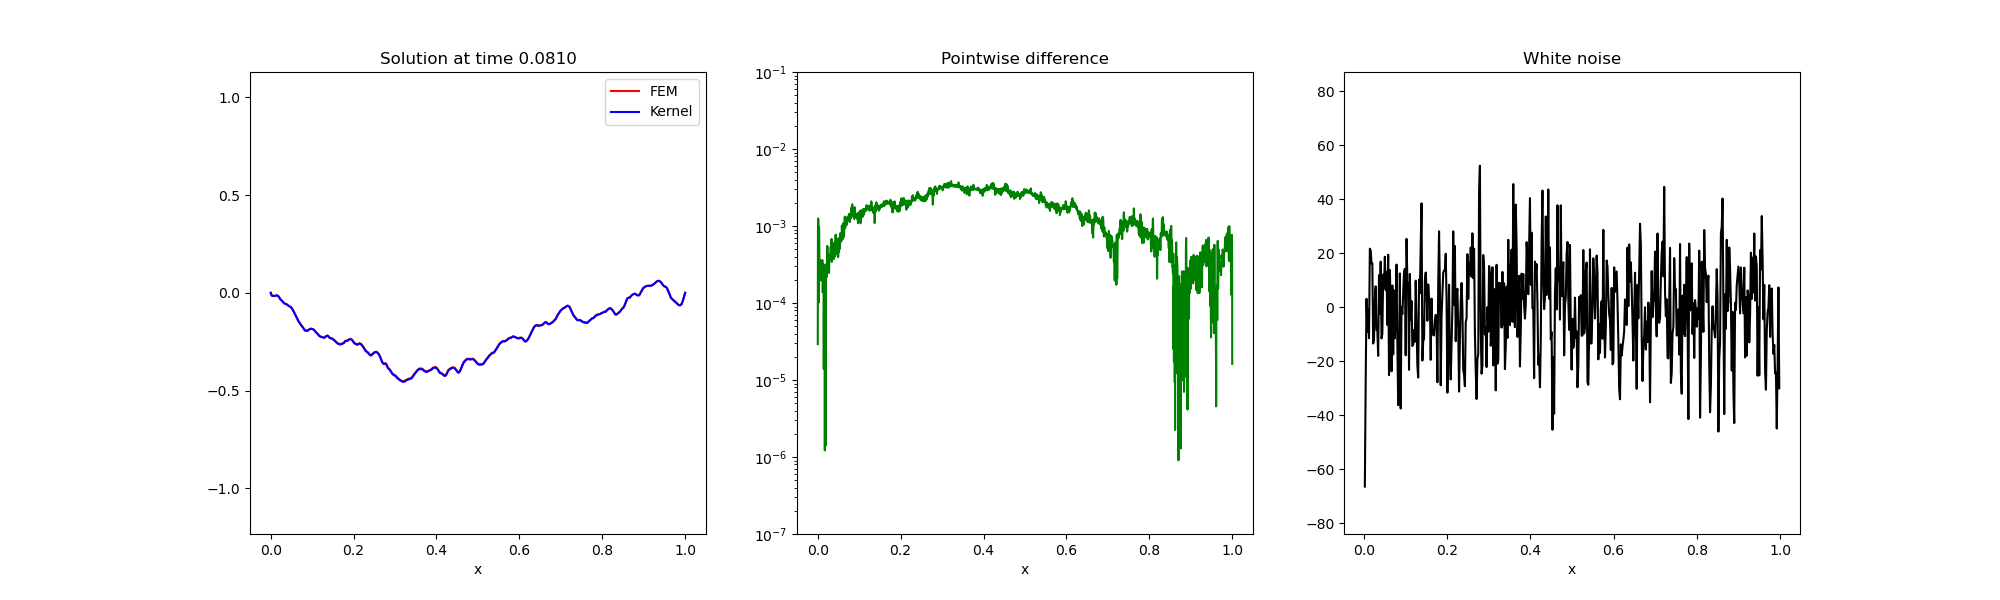 Solution at time 0.0810
1.0
0.5
0.0
−0.5
−1.0
FEM
Kernel
0.0 0.2 0.4 0.6 0.8 1.0
x
Pointwise difference
10⁻¹
10⁻²
10⁻³
10⁻⁴
10⁻⁵
10⁻⁶
10⁻⁷
0.0 0.2 0.4 0.6 0.8 1.0
x
White noise
80
60
40
20
0
−20
−40
−60
−80
0.0 0.2 0.4 0.6 0.8 1.0
x